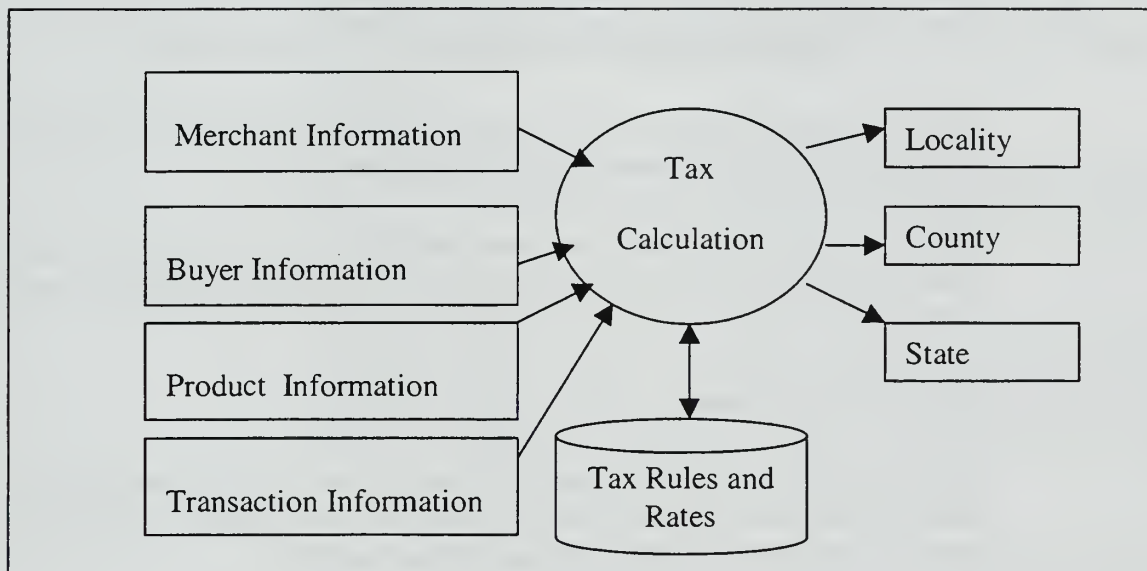 Merchant Information
Buyer Information
Product Information
Transaction Information
Tax
Calculation
Tax Rules and
Rates
Locality
County
State